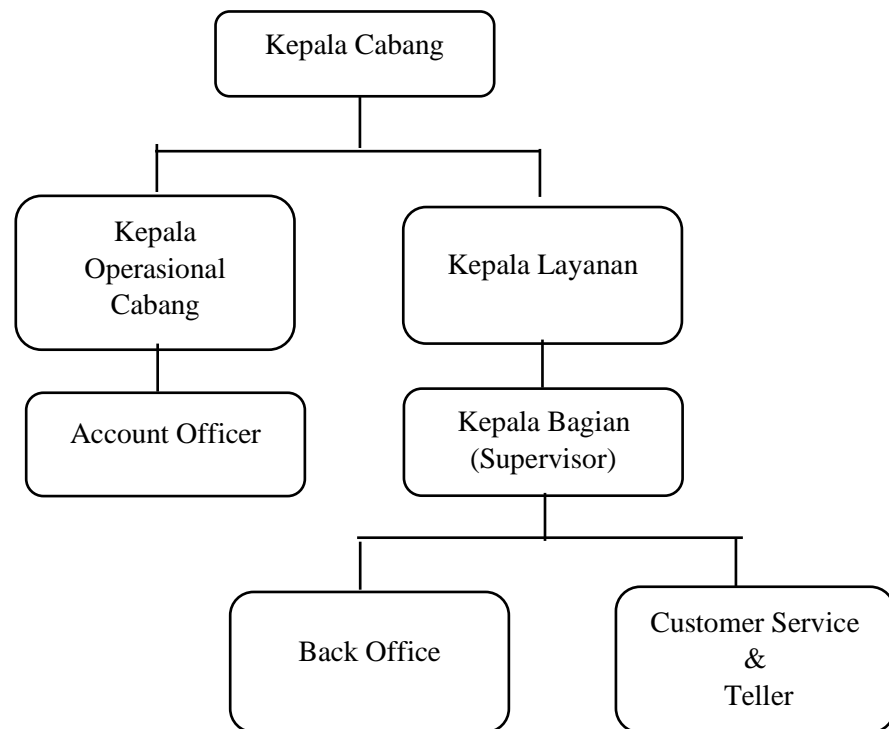 Kepala Cabang
Kepala
Operasional
Cabang
Kepala Layanan
Account Officer
Kepala Bagian
(Supervisor)
Back Office
Customer Service
&
Teller